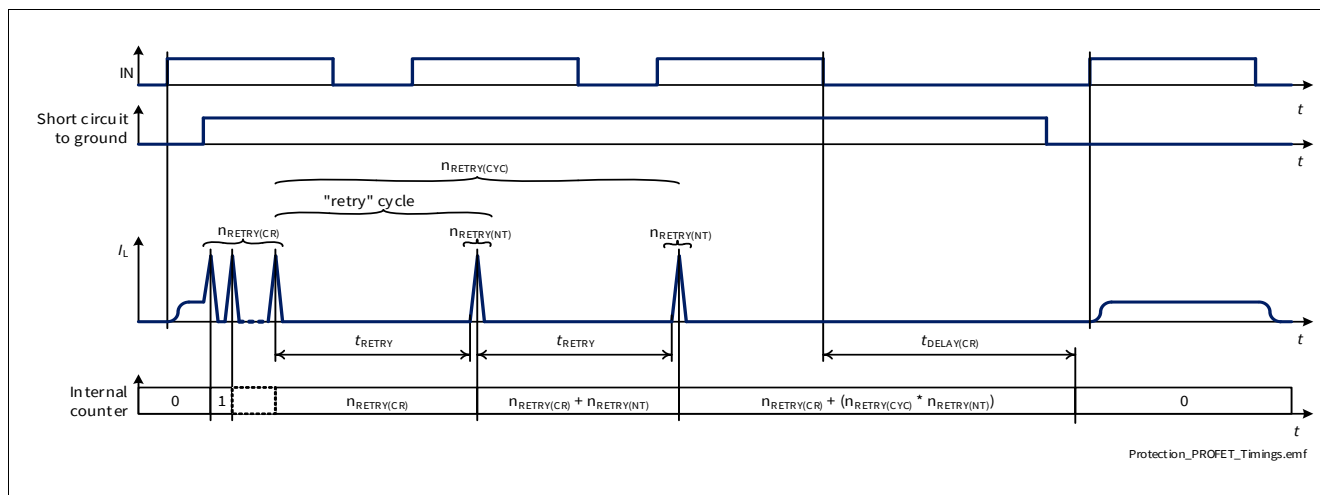 IN
t
Short circuit
to ground
t
nRETRY(CYC)
"retry" cycle
nRETRY(CR)
nRETRY(NT)
nRETRY(NT)
IL
t
tRETRY
tRETRY
tDELAY(CR)
Internal
counter
0
1
nRETRY(CR)
nRETRY(CR) + nRETRY(NT)
nRETRY(CR) + (nRETRY(CYC) * nRETRY(NT))
0
t
Protection_PROFET_Timings.emf